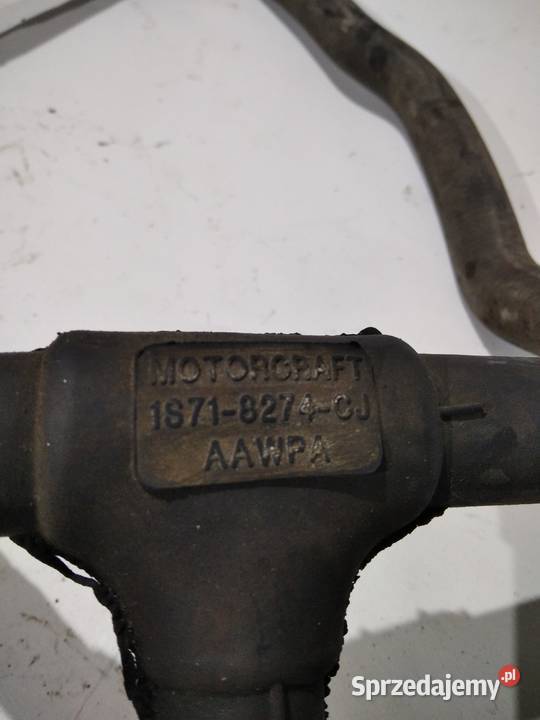 MOTORCRAFT
1S71-8274-CJ
AAWPA
Sprzedajemy.pl